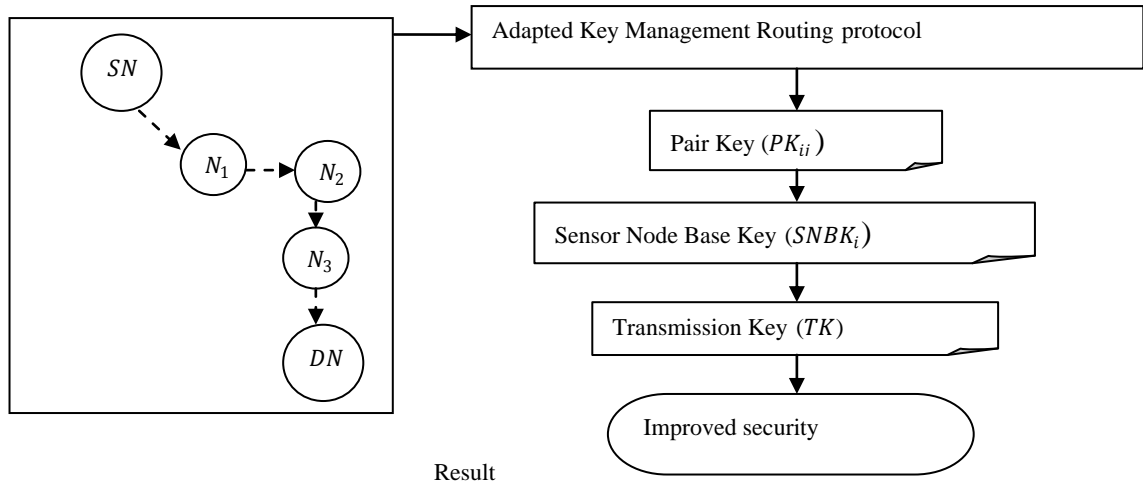 SN
N₁
N₂
N₃
DN
Adapted Key Management Routing protocol
Pair Key (PKᵢᵢ)
Sensor Node Base Key (SNBKᵢ)
Transmission Key (TK)
Improved security
Result